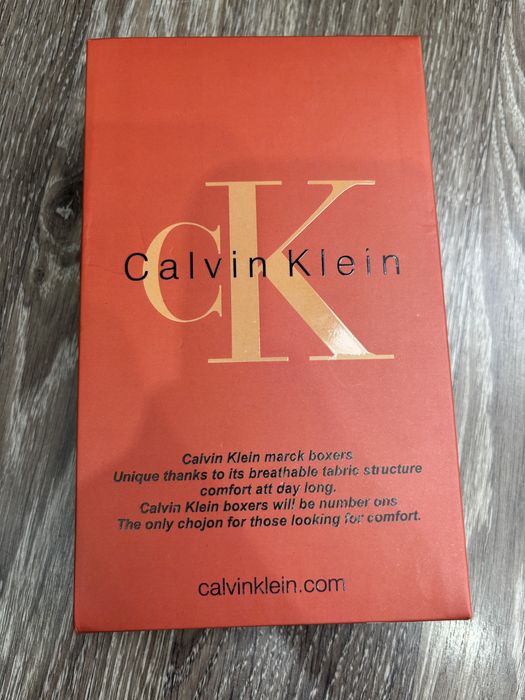 CK
Calvin Klein
Calvin Klein marck boxers
Unique thanks to its breathable tabric structure
comfort att day long.
Calvin Klein boxers will be number ons
The only chojon for those looking for comfort.
calvinklein.com